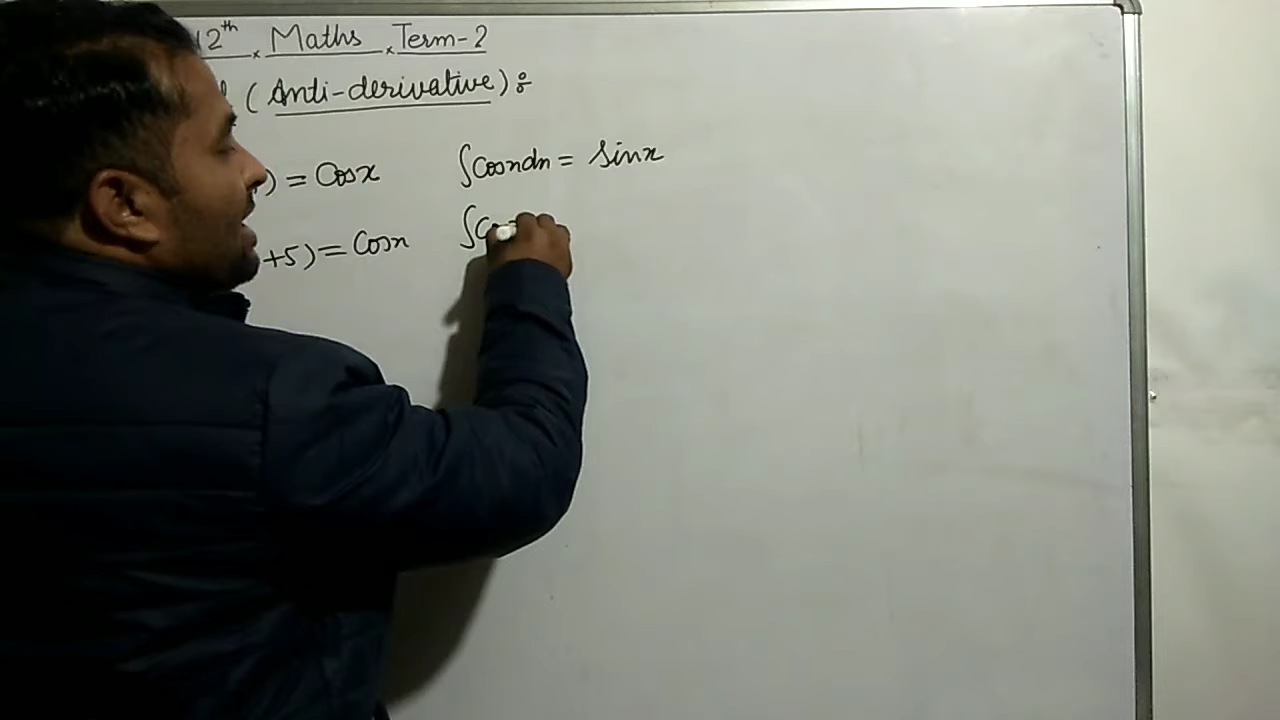 12th Maths Term-2
(Anti-derivative):
) = Cosx ∫Cosxdx = Sinx
+5) = Cosx ∫Co